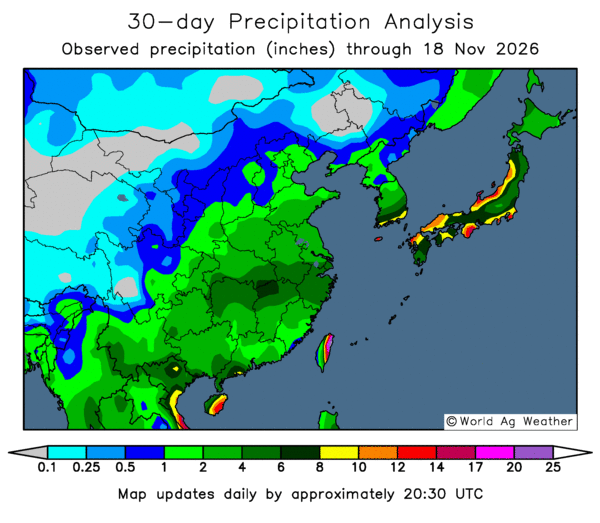 30-day Precipitation Analysis
Observed precipitation (inches) through 18 Nov 2026
© World Ag Weather
0.1 0.25 0.5 1 2 4 6 8 10 12 14 17 20 25
Map updates daily by approximately 20:30 UTC